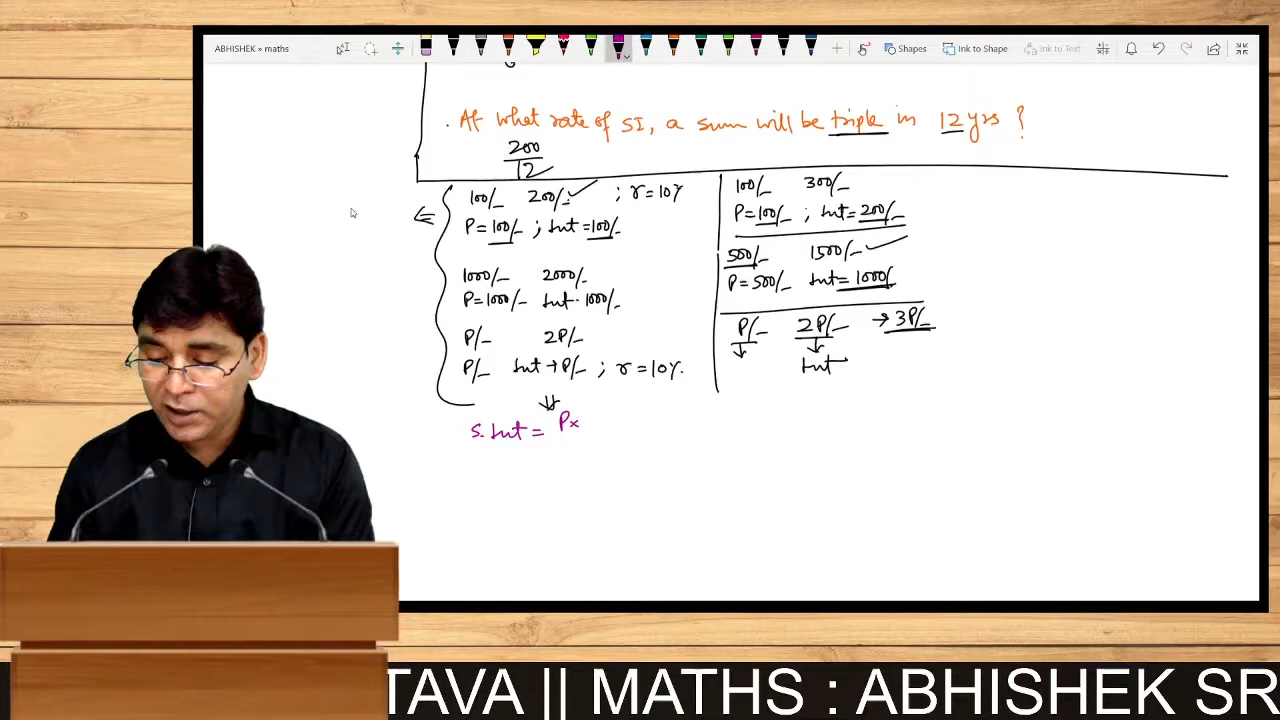 ABHISHEK » maths
Shapes
Ink to Shape
Ink to Text
At what rate of SI, a sum will be triple in 12 yrs ?
200
12
100/- 200/- ; r = 10%
P = 100/- ; Int = 100/-
1000/- 2000/-
P = 1000/- Int · 1000/-
P/- 2P/-
P/- Int → P/- ; r = 10%.
S. Int = Px
100/- 300/-
P = 100/- ; Int = 200/-
500/- 1500/-
P = 500/- Int = 1000/-
P/- 2P/- → 3P/-
Int
TAVA || MATHS : ABHISHEK SR